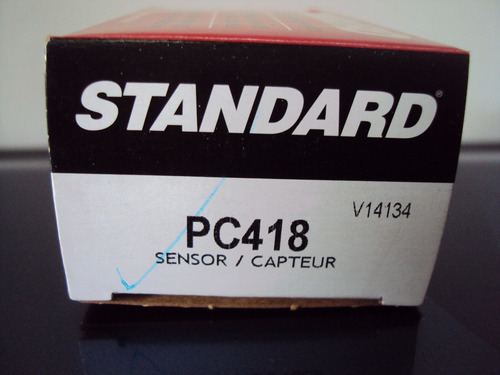 STANDARD®
V14134
PC418
SENSOR / CAPTEUR